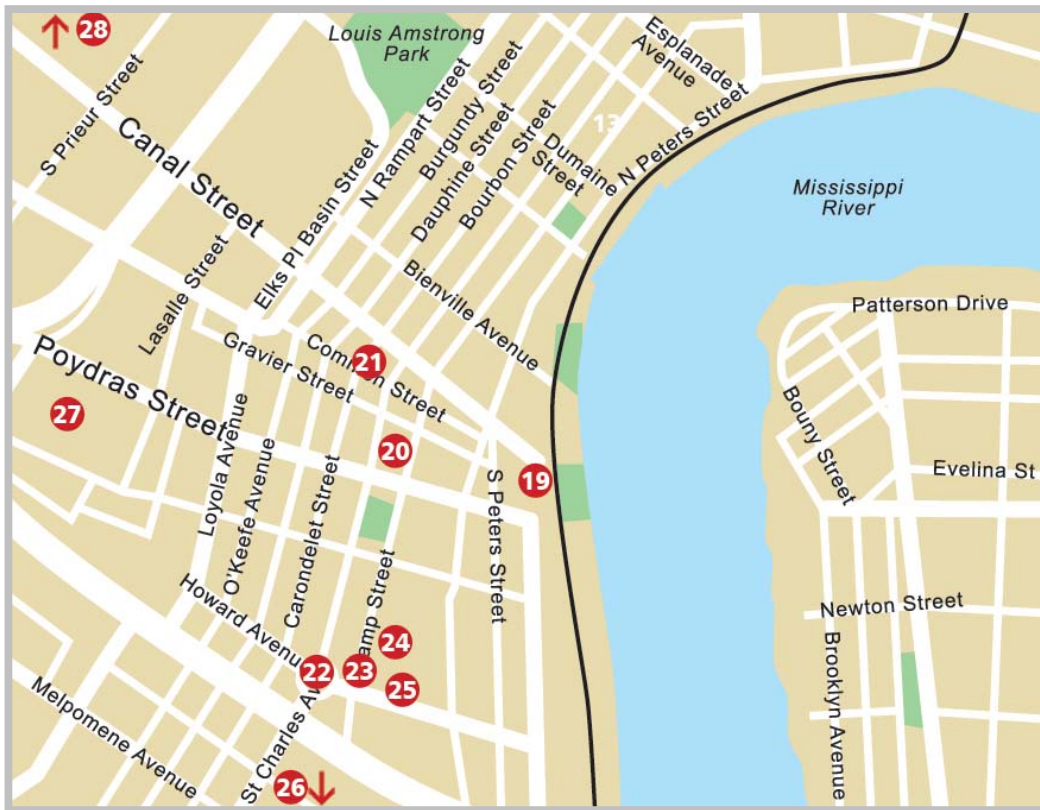 28
Louis Amstrong
Park
Esplanade
Avenue
S Prieur Street
Canal Street
N Rampart Street
Burgundy Street
Dauphine Street
Bourbon Street
13
Dumaine
Street
N Peters Street
Mississippi
River
Elks Pl Basin Street
Lasalle Street
Bienville Avenue
Patterson Drive
Gravier Street
Common Street
21
Poydras Street
27
Bouny Street
20
19
Evelina St
Loyola Avenue
O'Keefe Avenue
Carondelet Street
S Peters Street
Howard Avenue
amp Street
Newton Street
24
22
23
25
Brooklyn Avenue
Melpomene Avenue
St Charles Av
26